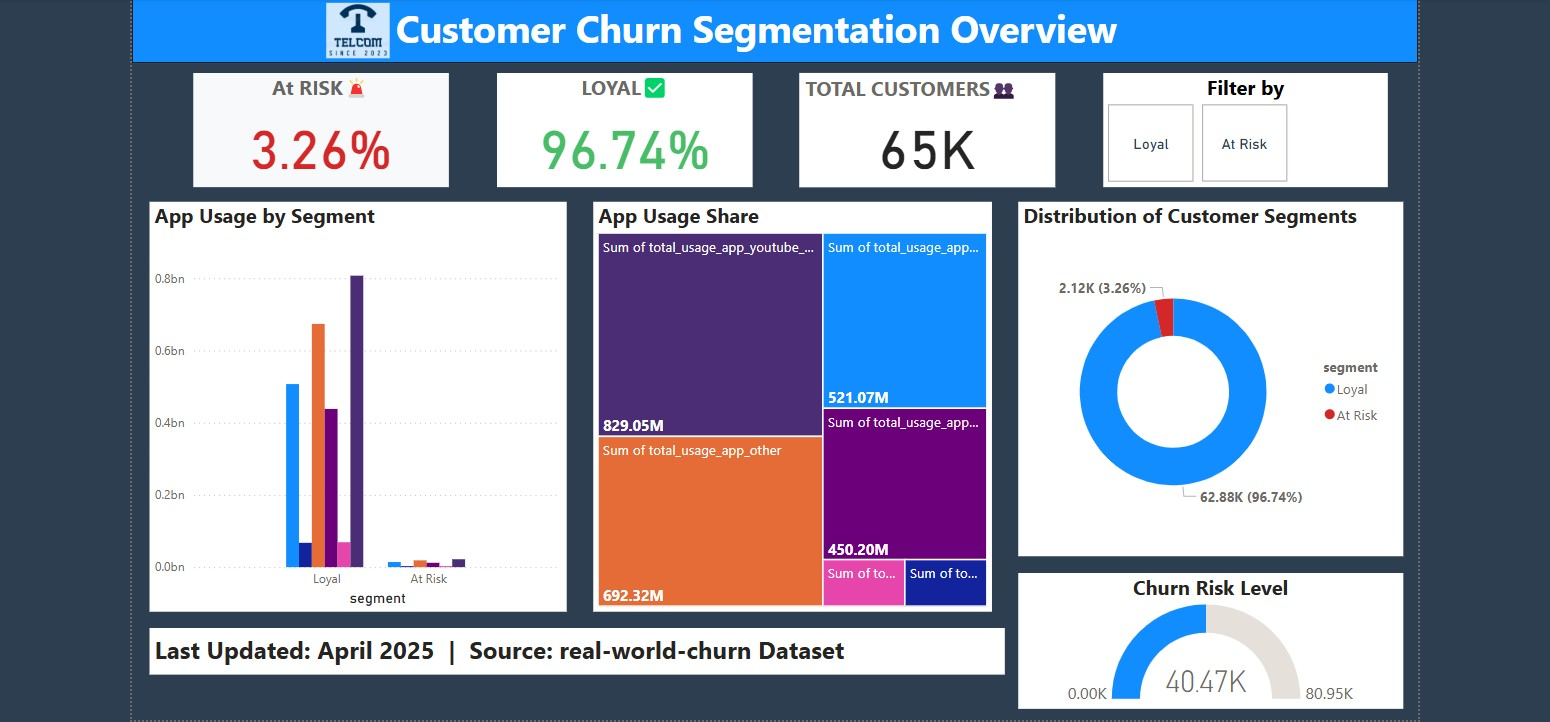 TELCOM
SINCE 2023
Customer Churn Segmentation Overview
At RISK
3.26%
LOYAL
96.74%
TOTAL CUSTOMERS
65K
Filter by
Loyal
At Risk
App Usage by Segment
0.8bn
0.6bn
0.4bn
0.2bn
0.0bn
Loyal
At Risk
segment
App Usage Share
Sum of total_usage_app_youtube_...
829.05M
Sum of total_usage_app_other
692.32M
Sum of total_usage_app...
521.07M
Sum of total_usage_app...
450.20M
Sum of to...
Sum of to...
Distribution of Customer Segments
2.12K (3.26%)
62.88K (96.74%)
segment
Loyal
At Risk
Churn Risk Level
0.00K
40.47K
80.95K
Last Updated: April 2025 | Source: real-world-churn Dataset